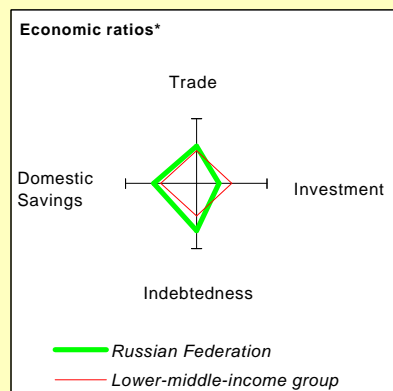 Economic ratios*
Trade
Domestic
Savings
Investment
Indebtedness
Russian Federation
Lower-middle-income group